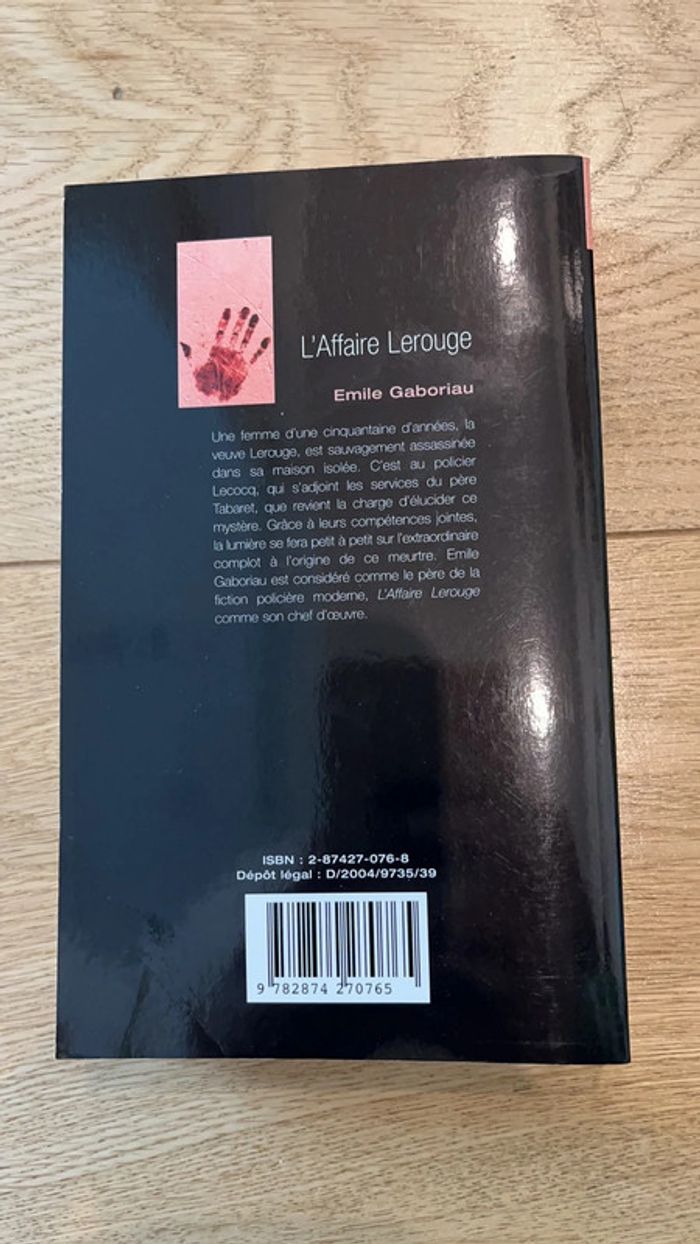 L'Affaire Lerouge
Emile Gaboriau
Une femme d'une cinquantaine d'années, la
veuve Lerouge, est sauvagement assassinée
dans sa maison isolée. C'est au policier
Lecocq, qui s'adjoint les services du père
Tabaret, que revient la charge d'élucider ce
mystère. Grâce à leurs compétences jointes,
la lumière se fera petit à petit sur l'extraordinaire
complot à l'origine de ce meurtre. Emile
Gaboriau est considéré comme le père de la
fiction policière moderne, L'Affaire Lerouge
comme son chef d'œuvre.
ISBN : 2-87427-076-8
Dépôt légal : D/2004/9735/39
9 782874 270765